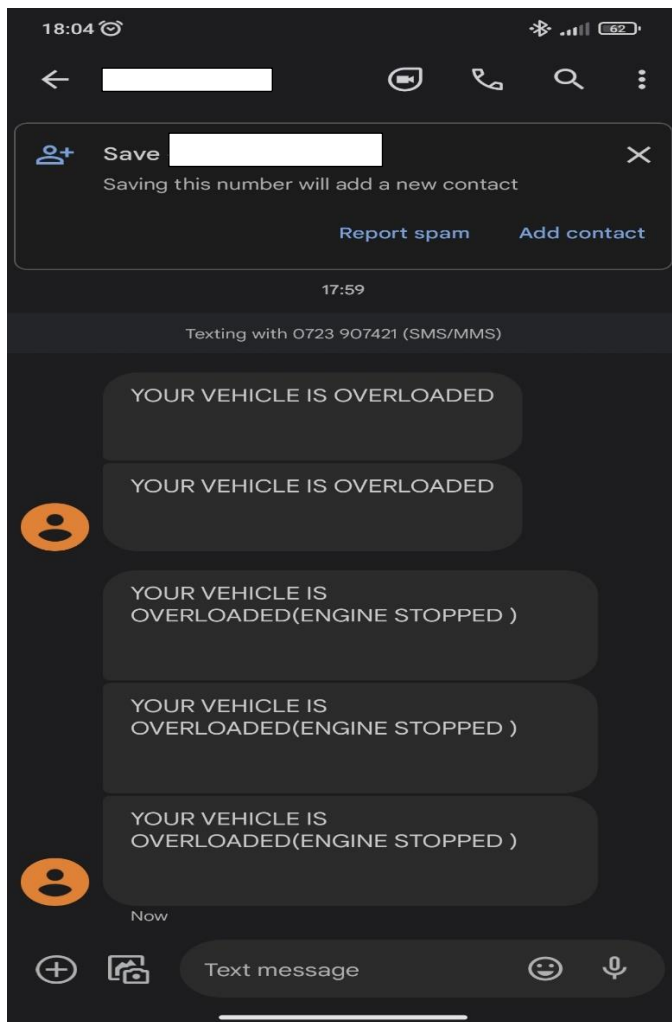 18:04
62
Save
Saving this number will add a new contact
Report spam Add contact
17:59
Texting with 0723 907421 (SMS/MMS)
YOUR VEHICLE IS OVERLOADED
YOUR VEHICLE IS OVERLOADED
YOUR VEHICLE IS
OVERLOADED(ENGINE STOPPED )
YOUR VEHICLE IS
OVERLOADED(ENGINE STOPPED )
YOUR VEHICLE IS
OVERLOADED(ENGINE STOPPED )
Now
Text message